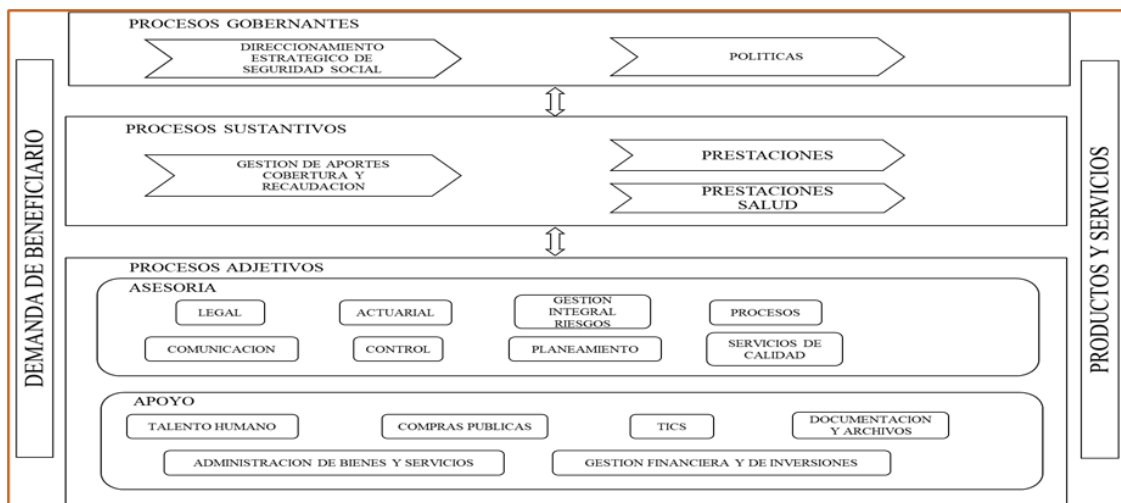 PROCESOS GOBERNANTES
DIRECCIONAMIENTO
ESTRATEGICO DE
SEGURIDAD SOCIAL
POLITICAS
DEMANDA DE BENEFICIARIO
PROCESOS SUSTANTIVOS
GESTION DE APORTES
COBERTURA Y
RECAUDACION
PRESTACIONES
PRESTACIONES
SALUD
PRODUCTOS Y SERVICIOS
PROCESOS ADJETIVOS
ASESORIA
LEGAL
ACTUARIAL
GESTION
INTEGRAL
RIESGOS
PROCESOS
COMUNICACION
CONTROL
PLANEAMIENTO
SERVICIOS DE
CALIDAD
APOYO
TALENTO HUMANO
COMPRAS PUBLICAS
TICS
DOCUMENTACION
Y ARCHIVOS
ADMINISTRACION DE BIENES Y SERVICIOS
GESTION FINANCIERA Y DE INVERSIONES